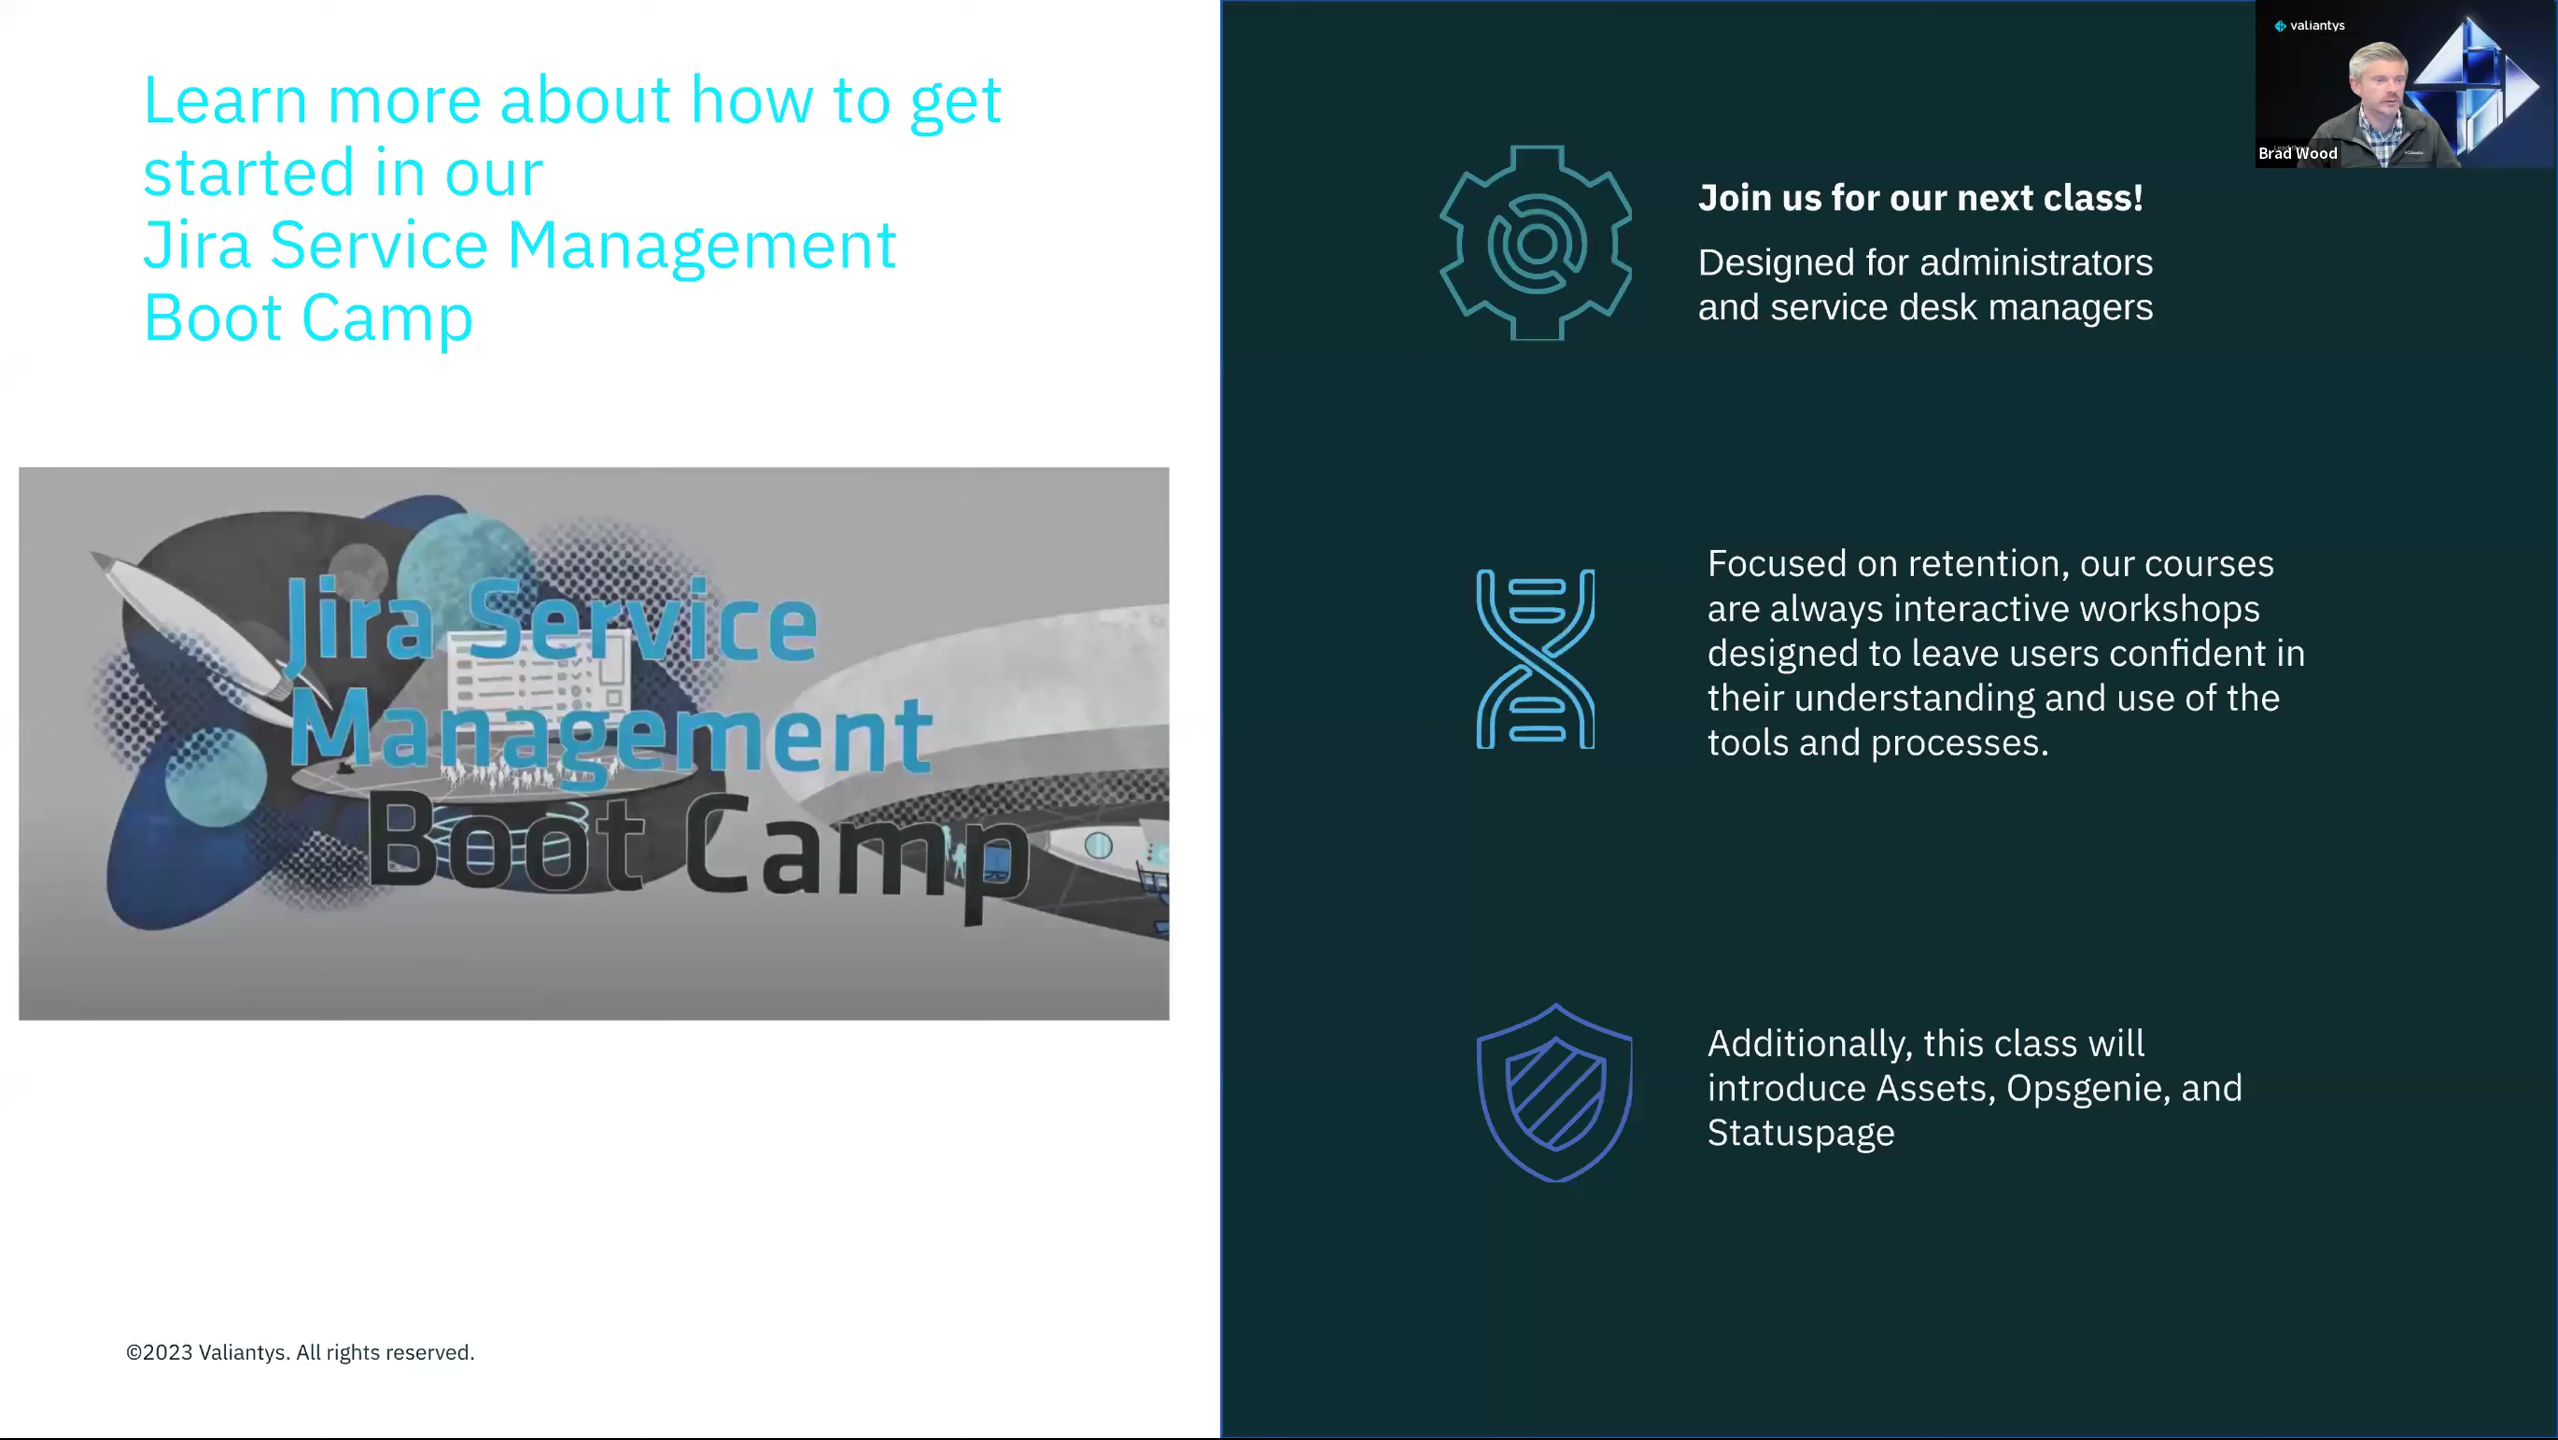 Learn more about how to get
started in our
Jira Service Management
Boot Camp
Jira Service
Management
Boot Camp
©2023 Valiantys. All rights reserved.
valiantys
Brad Wood
Join us for our next class!
Designed for administrators
and service desk managers
Focused on retention, our courses
are always interactive workshops
designed to leave users confident in
their understanding and use of the
tools and processes.
Additionally, this class will
introduce Assets, Opsgenie, and
Statuspage